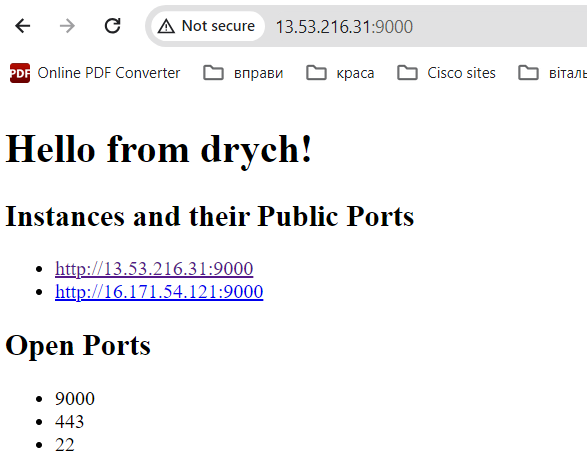 Not secure 13.53.216.31:9000
PDF Online PDF Converter вправи краса Cisco sites віталь
Hello from drych!
Instances and their Public Ports
http://13.53.216.31:9000
http://16.171.54.121:9000
Open Ports
9000
443
22